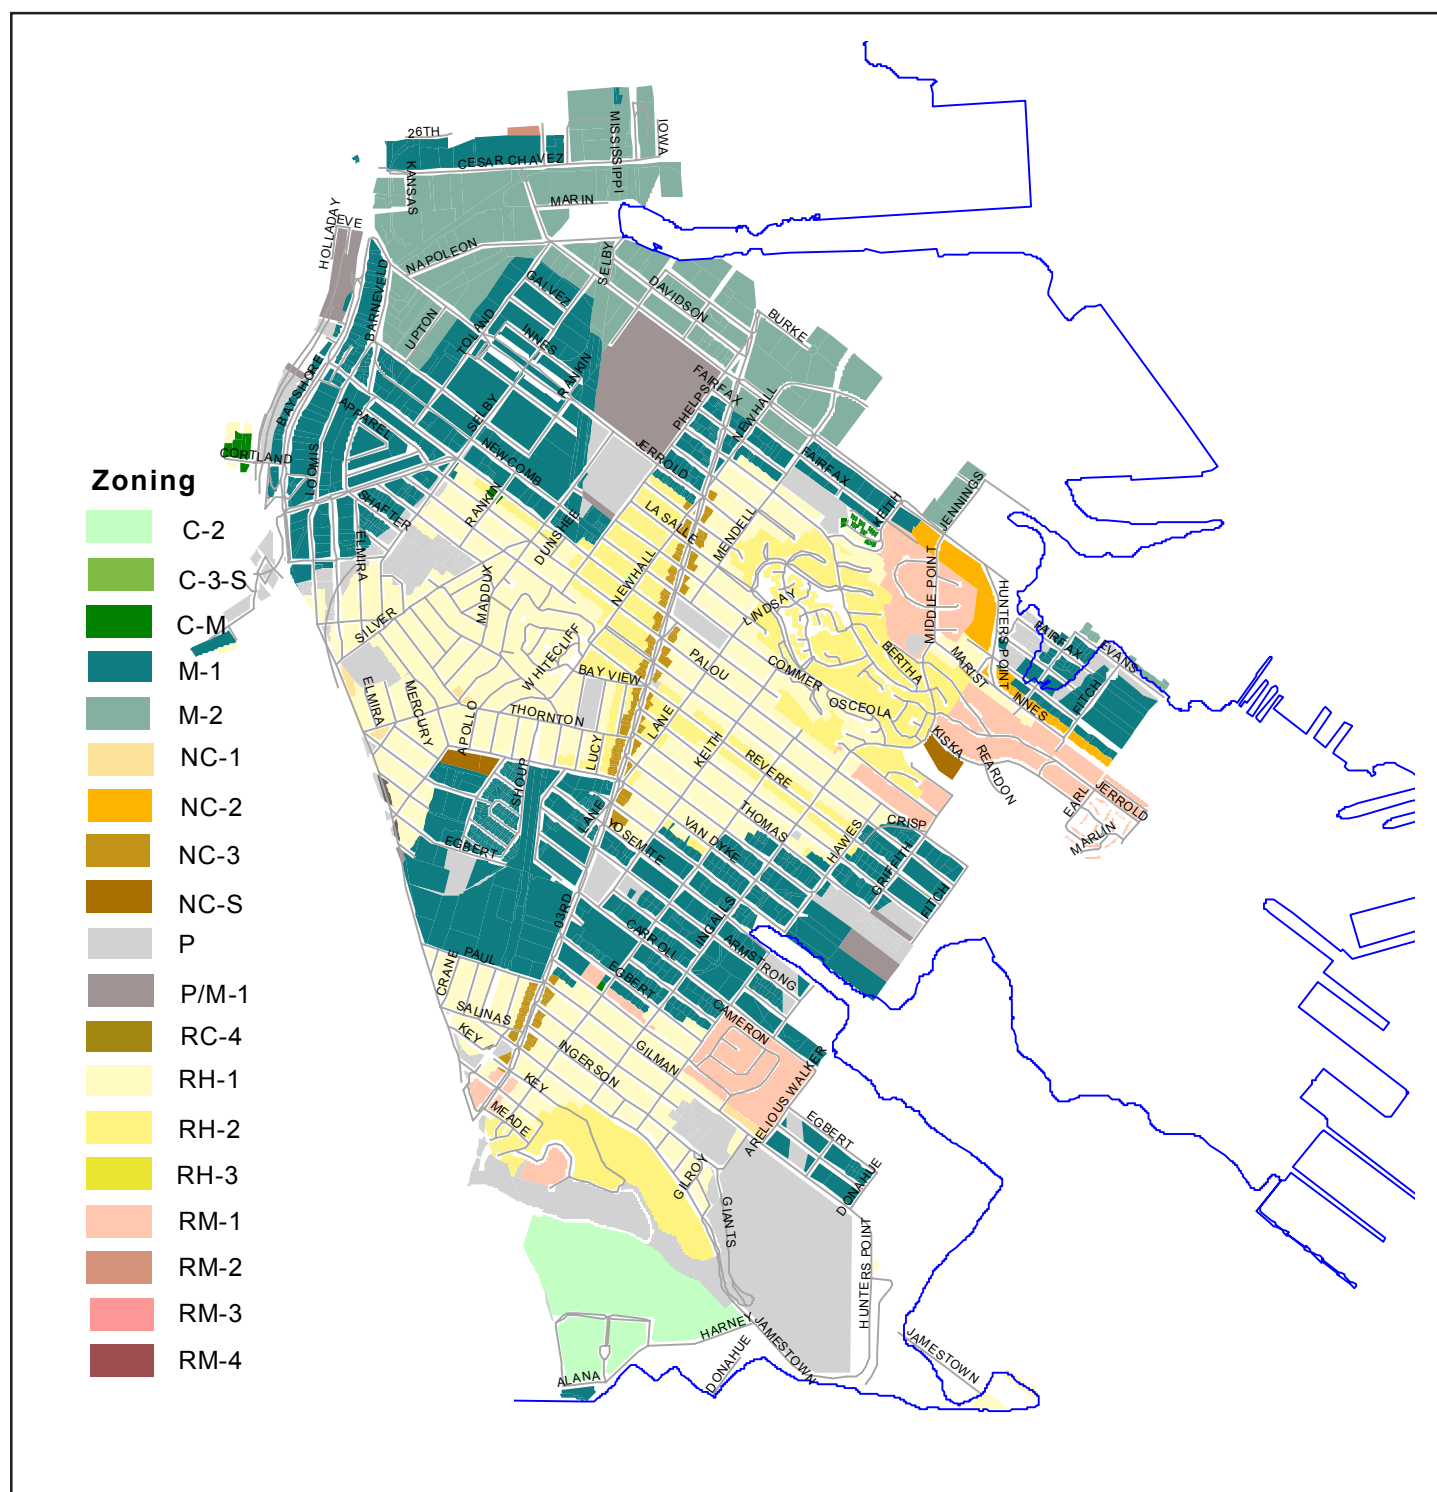 26TH
KANSAS
CESAR CHAVEZ
MISSISSIPPI
IOWA
MARIN
HOLLADAY
EVE
NAPOLEON
BARNEVELD
UPTON
TOLAND
GALVEZ
INNES
SELBY
RANKIN
DAVIDSON
BURKE
FAIRFAX
PHELPS
NEWHALL
BAYSHORE
APPAREL
SELBY
NEWCOMB
JERROLD
FAIRFAX
CORTLAND
LOOMIS
SHAFTER
RANKIN
DUNSHEE
LA SALLE
MENDELL
KEITH
JENNINGS
ELMIRA
SILVER
MADDUX
NEWHALL
LINDSAY
MIDDLE POINT
HUNTERS POINT
WHITECLIFF
BAY VIEW
PALOU
COMMER
BERTHA
MARIST
FAIRFAX
EVANS
FITCH
INNES
ELMIRA
MERCURY
APOLLO
THORNTON
LUCY
LANE
KEITH
OSCEOLA
KISKA
REARDON
SHOUP
REVERE
EARL
JERROLD
MARLIN
EGBERT
LANE
YOSEMITE
VAN DYKE
THOMAS
HAWES
CRISP
GRIFFITH
FITCH
03RD
PAUL
CRANE
CARROLL
INGALLS
ARMSTRONG
EGBERT
SALINAS
KEY
CAMERON
INGERSON
GILMAN
KEY
MEADE
ARELIOUS WALKER
EGBERT
DONAHUE
GILROY
GIANTS
HUNTERS POINT
HARNEY
JAMESTOWN
DONAHUE
ALANA
JAMESTOWN
Zoning
C-2
C-3-S
C-M
M-1
M-2
NC-1
NC-2
NC-3
NC-S
P
P/M-1
RC-4
RH-1
RH-2
RH-3
RM-1
RM-2
RM-3
RM-4